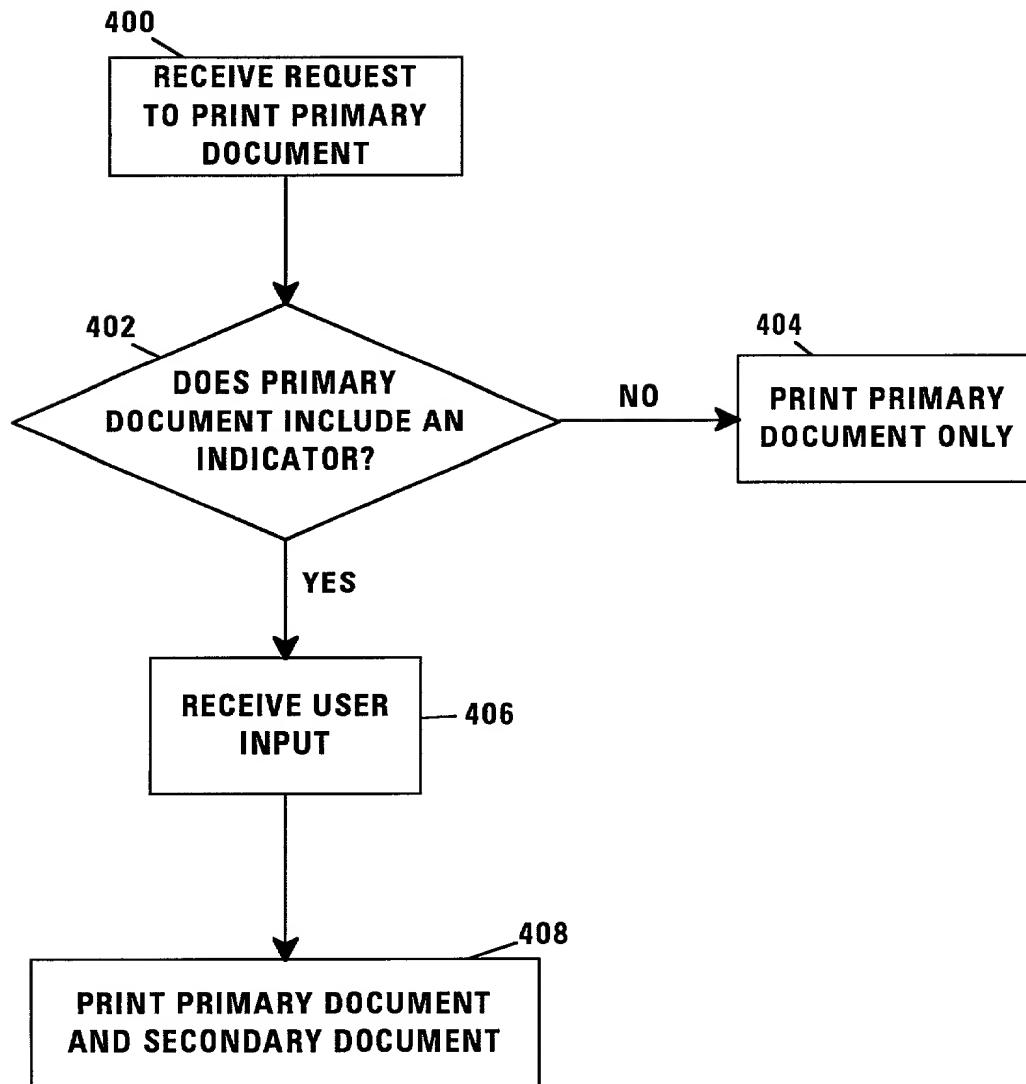 400
RECEIVE REQUEST
TO PRINT PRIMARY
DOCUMENT
402
DOES PRIMARY
DOCUMENT INCLUDE AN
INDICATOR?
NO
404
PRINT PRIMARY
DOCUMENT ONLY
YES
RECEIVE USER
INPUT
406
408
PRINT PRIMARY DOCUMENT
AND SECONDARY DOCUMENT